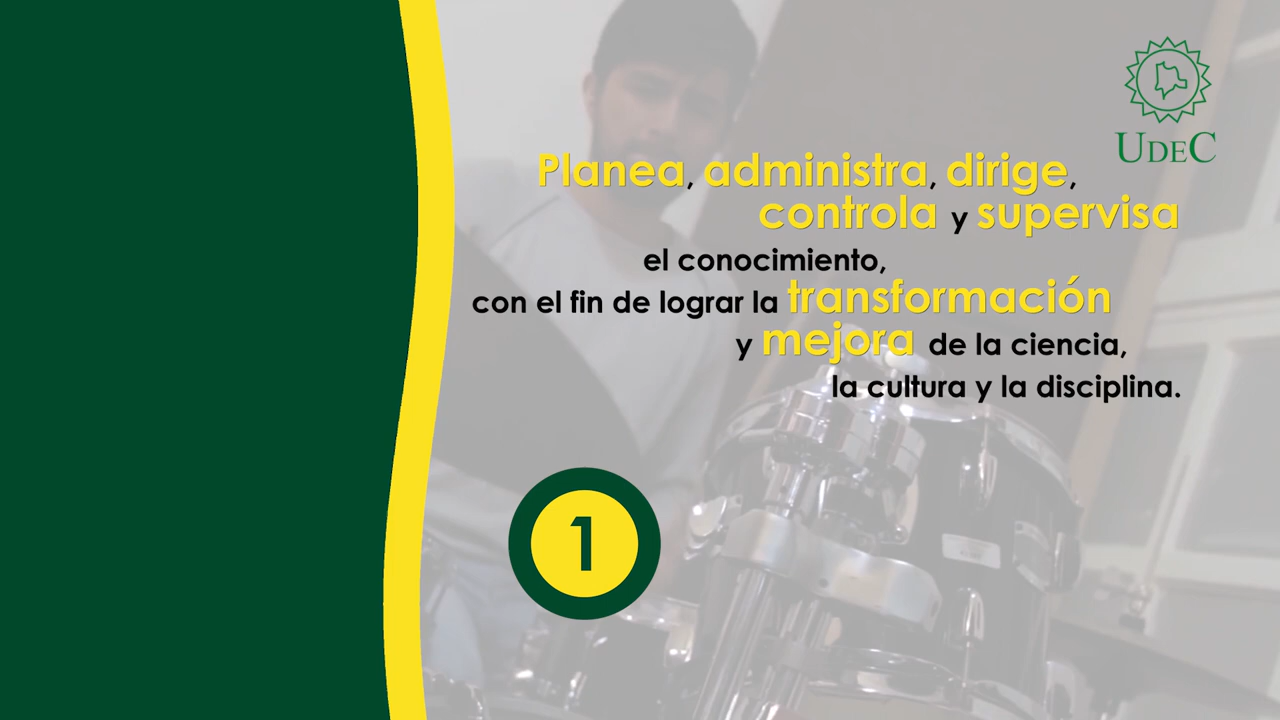 UDEC
Planea, administra, dirige,
controla y supervisa
el conocimiento,
con el fin de lograr la transformación
y mejora de la ciencia,
la cultura y la disciplina.
1